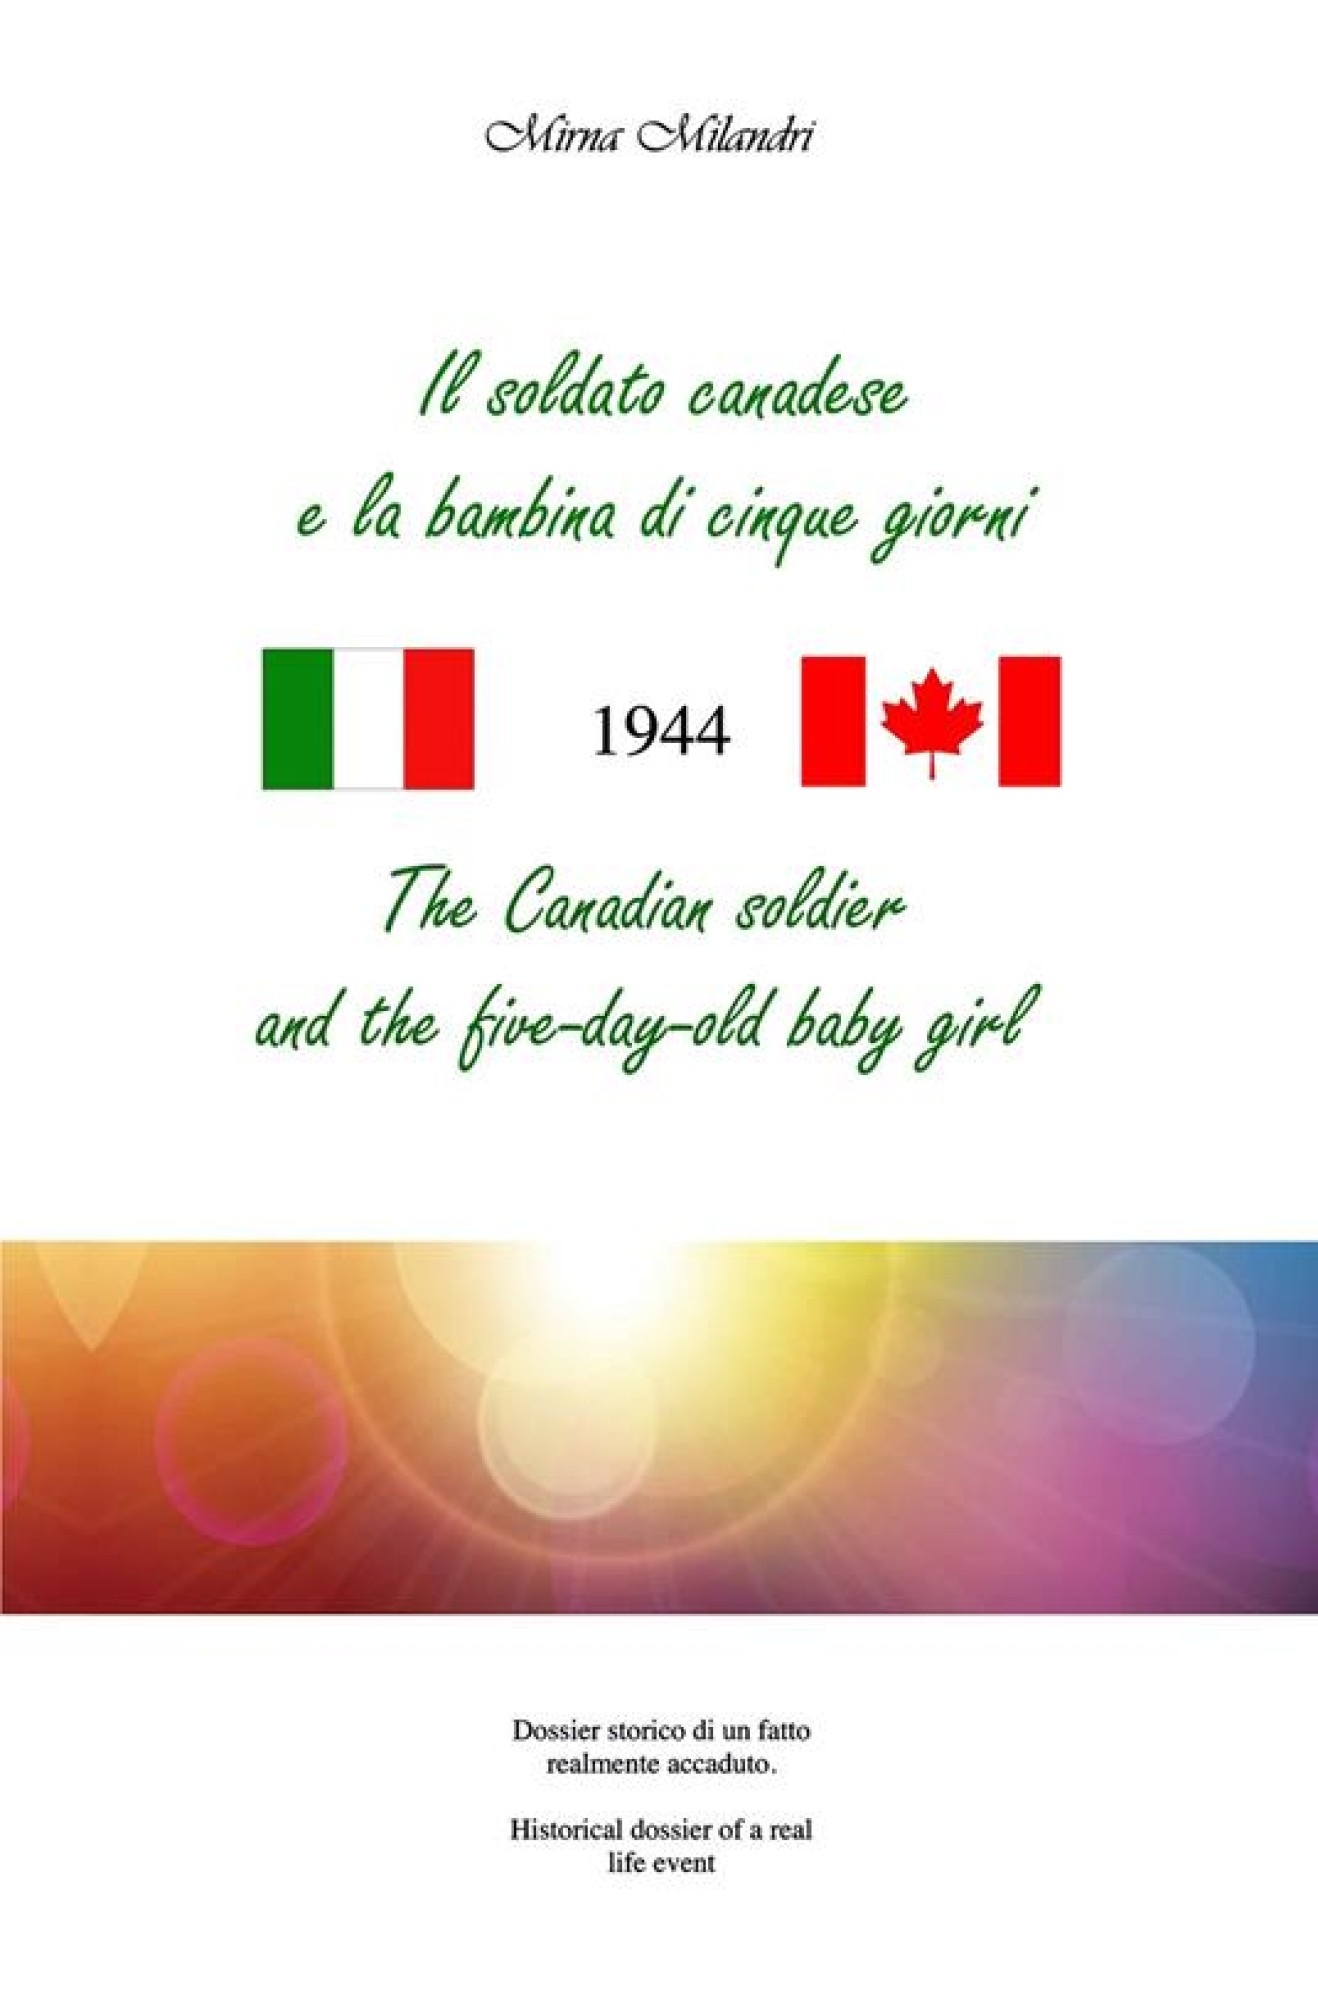 Mirna Milandri
Il soldato canadese
e la bambina di cinque giorni
1944
The Canadian soldier
and the five-day-old baby girl
Dossier storico di un fatto
realmente accaduto.
Historical dossier of a real
life event